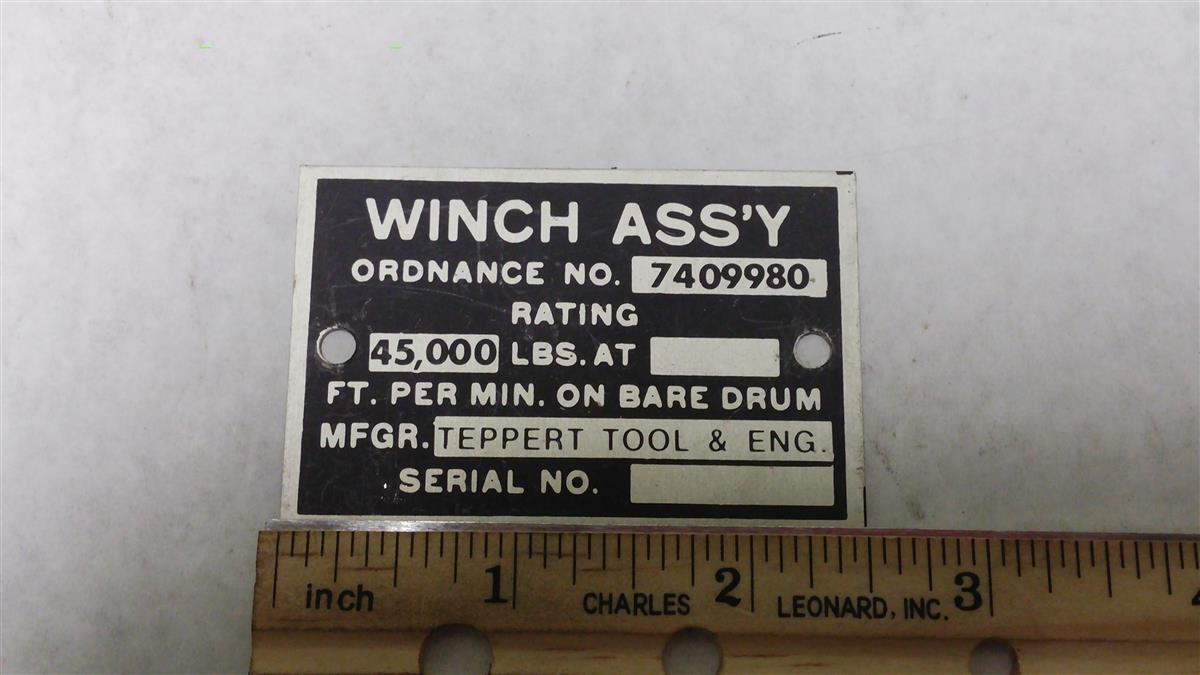 WINCH ASS'Y
ORDNANCE NO. 7409980
RATING
45,000 LBS. AT
FT. PER MIN. ON BARE DRUM
MFGR. TEPPERT TOOL & ENG.
SERIAL NO.
1 2 3 4
inch CHARLES LEONARD, INC.